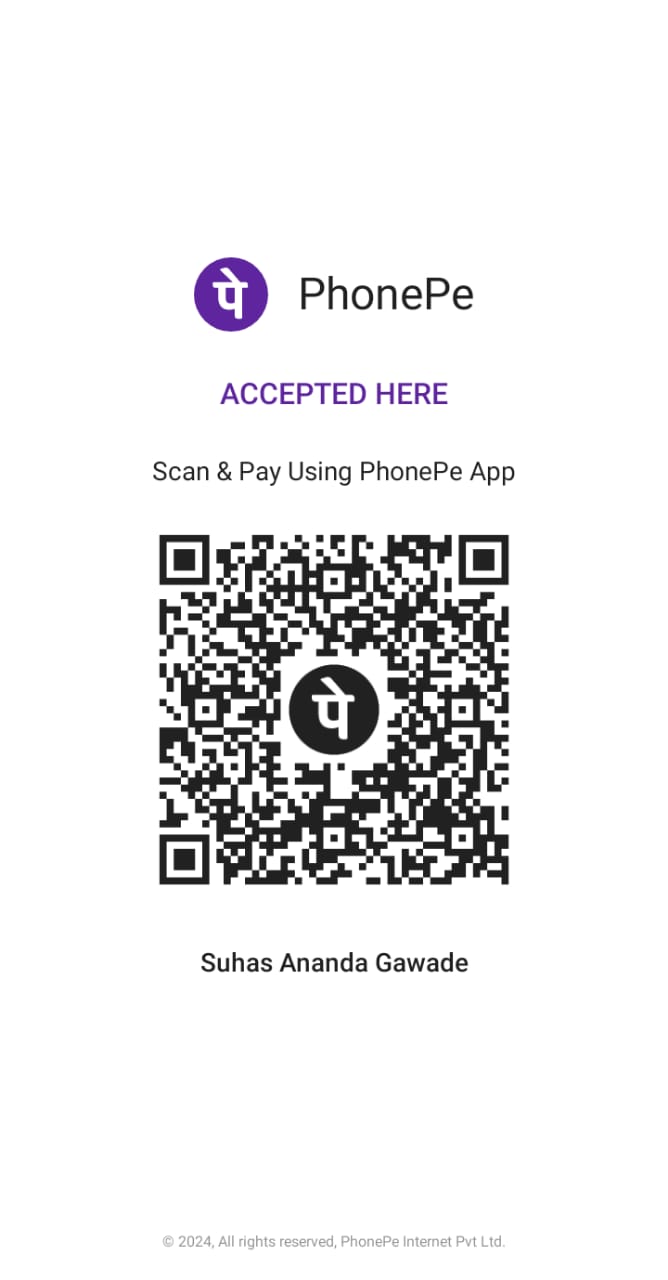 पे PhonePe
ACCEPTED HERE
Scan & Pay Using PhonePe App
पे
Suhas Ananda Gawade
© 2024, All rights reserved, PhonePe Internet Pvt Ltd.